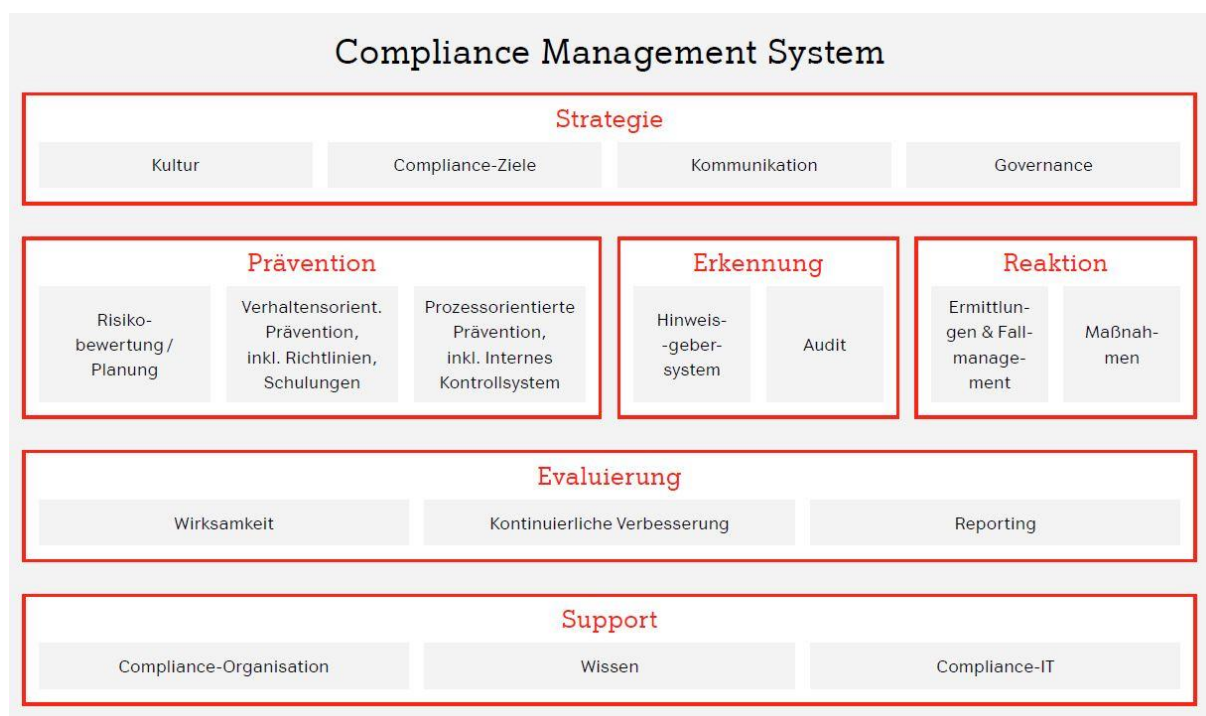 Compliance Management System
Strategie
Kultur
Compliance-Ziele
Kommunikation
Governance
Prävention
Risiko-
bewertung /
Planung
Verhaltensorient.
Prävention,
inkl. Richtlinien,
Schulungen
Prozessorientierte
Prävention,
inkl. Internes
Kontrollsystem
Erkennung
Hinweis-
-geber-
system
Audit
Reaktion
Ermittlun-
gen & Fall-
manage-
ment
Maßnah-
men
Evaluierung
Wirksamkeit
Kontinuierliche Verbesserung
Reporting
Support
Compliance-Organisation
Wissen
Compliance-IT